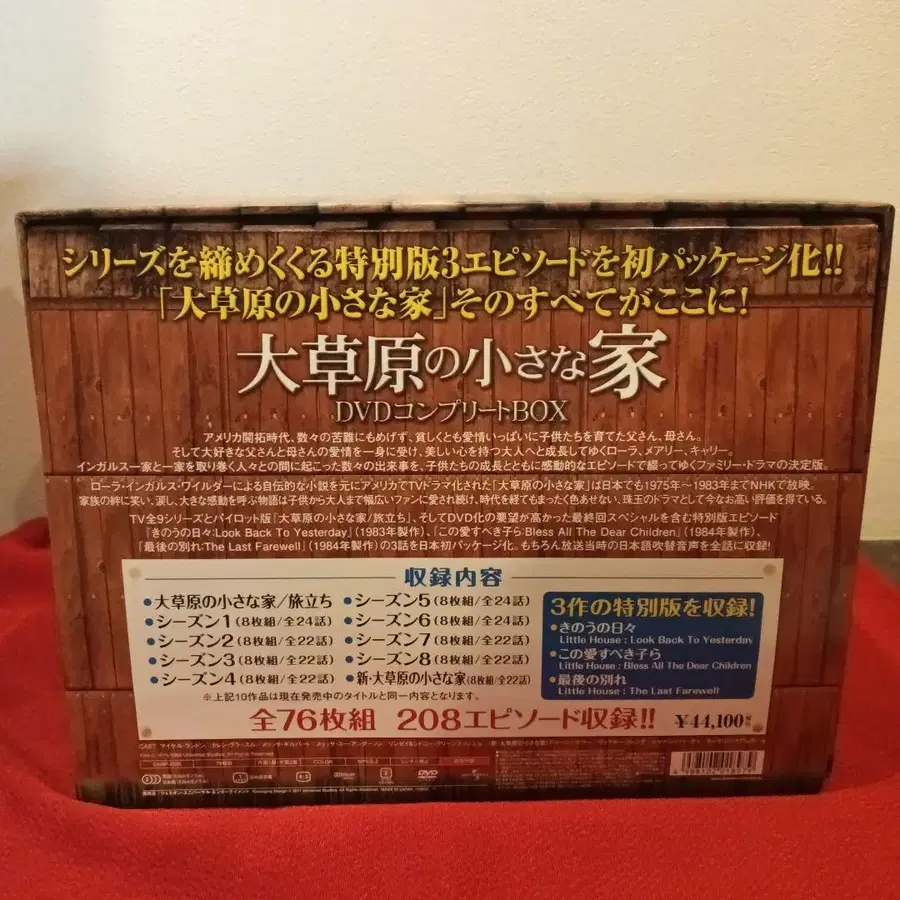 シリーズを締めくくる特別版3エピソードを初パッケージ化!!
「大草原の小さな家」そのすべてがここに!
大草原の小さな家
DVDコンプリートBOX
アメリカ開拓時代、数々の苦難にもめげず、貧しくとも愛情いっぱいに子供たちを育てた父さん、母さん。
そして大好きな父さんと母さんの愛情を一身に受け、美しい心を持つ大人へと成長してゆくローラ、メアリー、キャリー。
インガルス一家と一家を取り巻く人々との間に起こった数々の出来事を、子供たちの成長とともに感動的なエピソードで綴ってゆくファミリー・ドラマの決定版。
ローラ・インガルス・ワイルダーによる自伝的な小説を元にアメリカでTVドラマ化された「大草原の小さな家」は日本でも1975年~1983年までNHKで放映。
家族の絆に笑い、涙し、大きな感動を呼ぶ物語は子供から大人まで幅広いファンに愛され続け、時代を経てもまったく色あせない、珠玉のドラマとして今なお高い評価を得ている。
TV全9シリーズとパイロット版「大草原の小さな家/旅立ち」、そしてDVD化の要望が高かった最終回スペシャルを含む特別版エピソード
『きのうの日々:Look Back To Yesterday』(1983年製作)、『この愛すべき子ら:Bless All The Dear Children』(1984年製作)、
『最後の別れ:The Last Farewell』(1984年製作)の3話を日本初パッケージ化。もちろん放送当時の日本語吹替音声を全話に収録!
収録内容
•大草原の小さな家/旅立ち
•シーズン1(8枚組/全24話)
•シーズン2(8枚組/全22話)
•シーズン3(8枚組/全22話)
•シーズン4(8枚組/全22話)
•シーズン5(8枚組/全24話)
•シーズン6(8枚組/全24話)
•シーズン7(8枚組/全22話)
•シーズン8(8枚組/全22話)
•新・大草原の小さな家(8枚組/全22話)
※上記10作品は現在発売中のタイトルと同一内容となります。
3作の特別版を収録!
•きのうの日々
Little House : Look Back To Yesterday
•この愛すべき子ら
Little House : Bless All The Dear Children
•最後の別れ
Little House : The Last Farewell
全76枚組 208エピソード収録!! ¥44,100
COLOR
MPEG-2
4:3
2
DVD